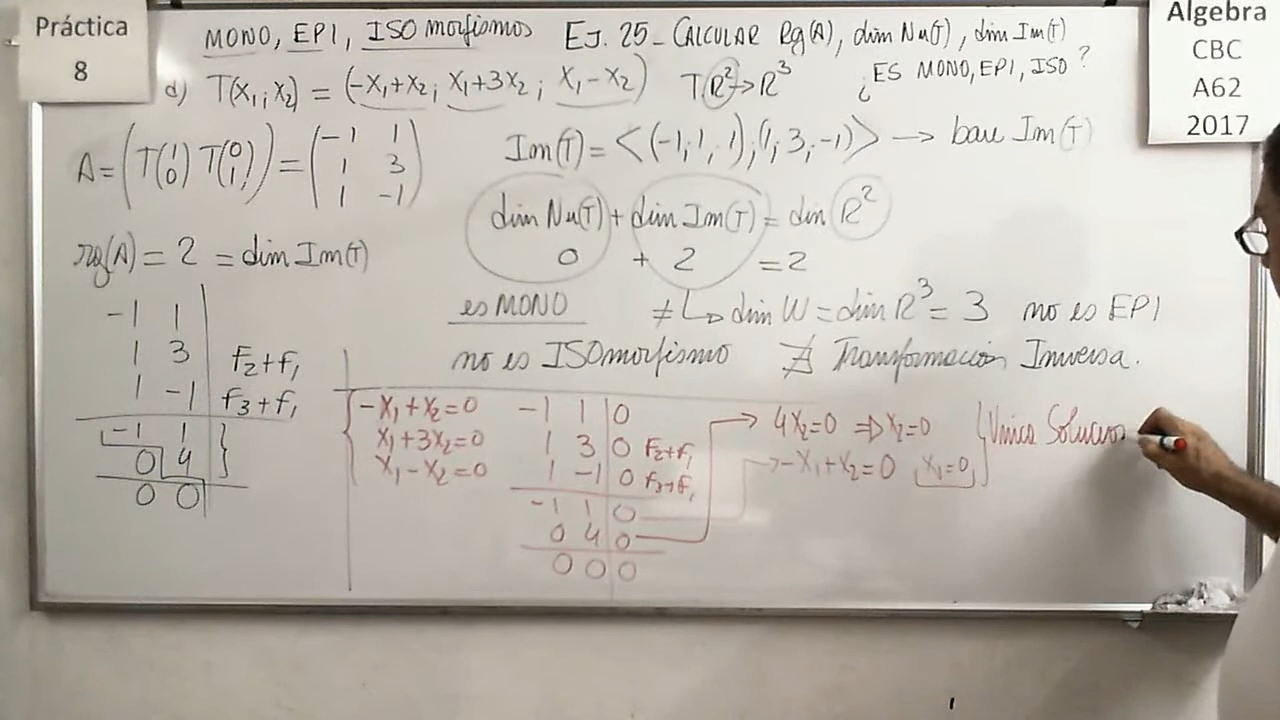 Práctica
8
Algebra
CBC
A62
2017
MONO, EPI, ISOmorfismos EJ. 25- CALCULAR Rg(A), dim Nu(T), dim Im(T)
¿ES MONO, EPI, ISO?
d) T(x₁; x₂) = (-x₁+x₂; x₁+3x₂; x₁-x₂) T: R²→R³
A = (T(1 0) T(0 1)) = (-1 1
1 3
1 -1)
Im(T) = <(-1; 1; 1); (1; 3; -1)> → base Im(T)
dim Nu(T) + dim Im(T) = dim R²
0 + 2 = 2
rg(A) = 2 = dim Im(T)
-1 1
1 3 F₂+f₁
1 -1 f₃+f₁
-1 1
0 4
0 0
es MONO ≠ ↳ dim W = dim R³ = 3 no es EPI
no es ISOmorfismo ∄ Transformación Inversa.
-x₁+x₂=0
x₁+3x₂=0
x₁-x₂=0
-1 1 | 0
1 3 | 0 F₂+f₁
1 -1 | 0 F₃+f₁
-1 1 0
0 4 0
0 0 0
→ 4x₂=0 ⇒ x₂=0
→ -x₁+x₂=0 x₁=0
Unica Solucion